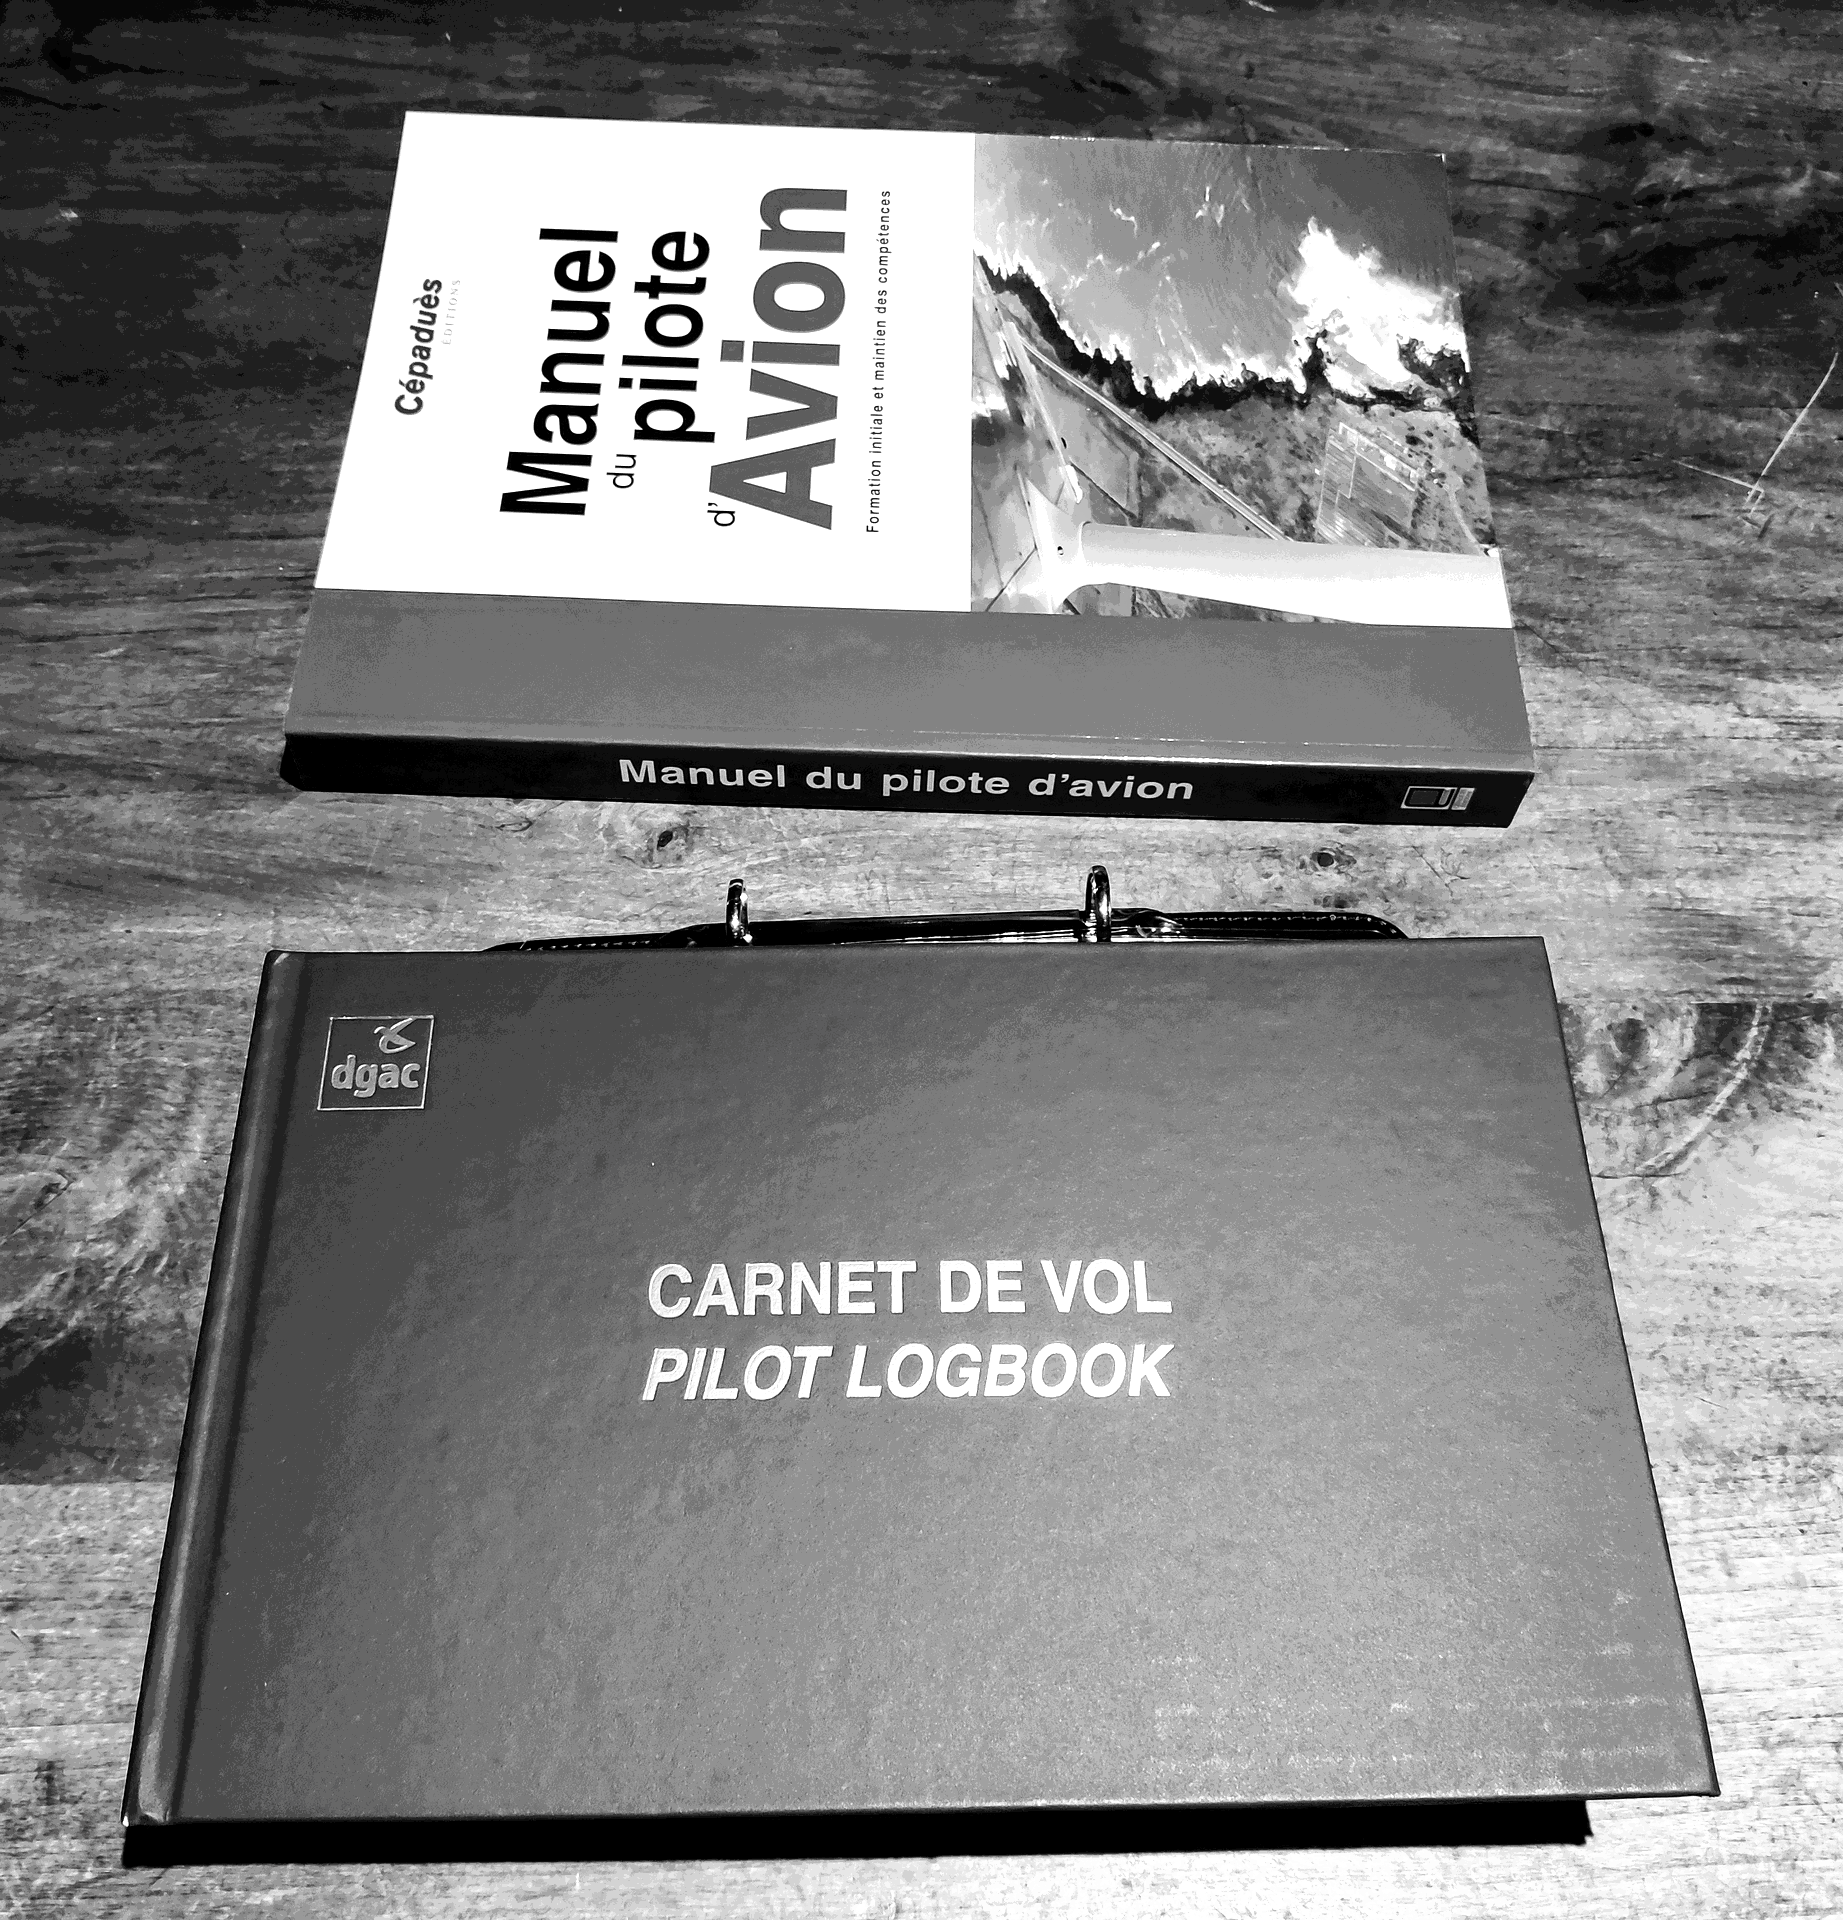 Cépaduès
ÉDITIONS
Manuel
du pilote
d'Avion
Formation initiale et maintien des compétences
Manuel du pilote d'avion
dgac
CARNET DE VOL
PILOT LOGBOOK